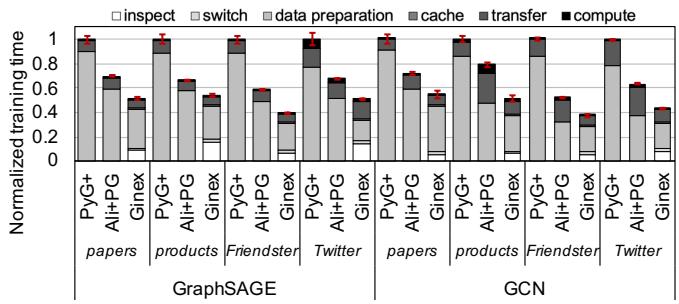 inspect switch data preparation cache transfer compute
Normalized training time
1
0.8
0.6
0.4
0.2
0
PyG+ Ali+PG Ginex PyG+ Ali+PG Ginex PyG+ Ali+PG Ginex PyG+ Ali+PG Ginex PyG+ Ali+PG Ginex PyG+ Ali+PG Ginex PyG+ Ali+PG Ginex PyG+ Ali+PG Ginex
papers products Friendster Twitter papers products Friendster Twitter
GraphSAGE GCN